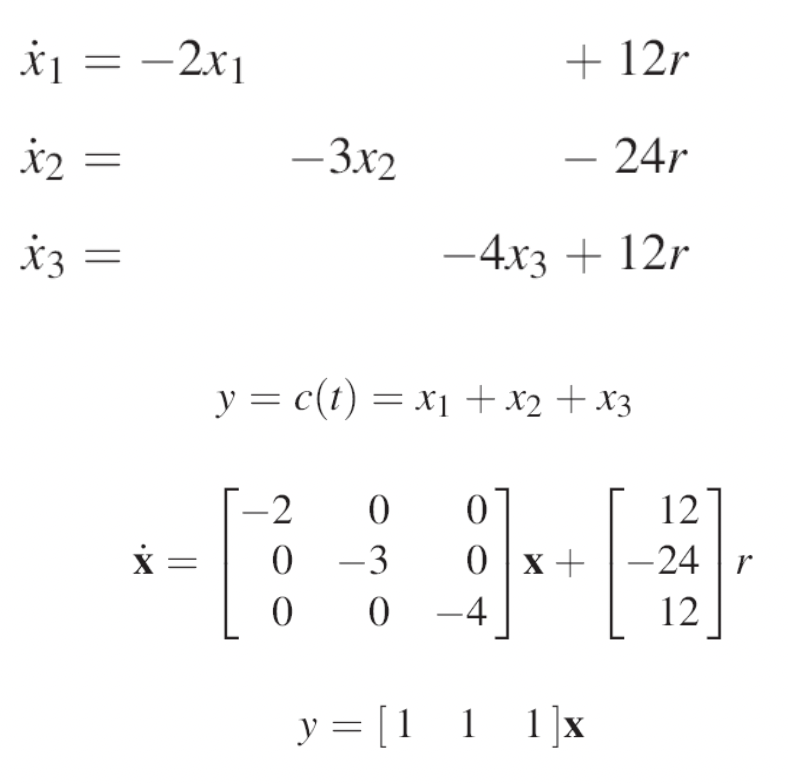 ẋ₁ = −2x₁ + 12r
ẋ₂ = −3x₂ − 24r
ẋ₃ = −4x₃ + 12r
y = c(t) = x₁ + x₂ + x₃
ẋ = [−2 0 0; 0 −3 0; 0 0 −4] x + [12; −24; 12] r
y = [1 1 1]x